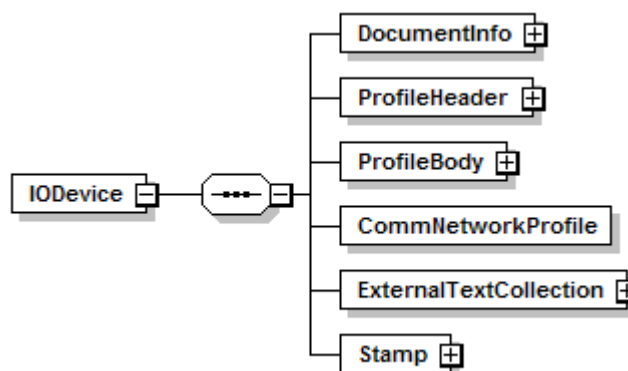 DocumentInfo
ProfileHeader
ProfileBody
IODevice
CommNetworkProfile
ExternalTextCollection
Stamp